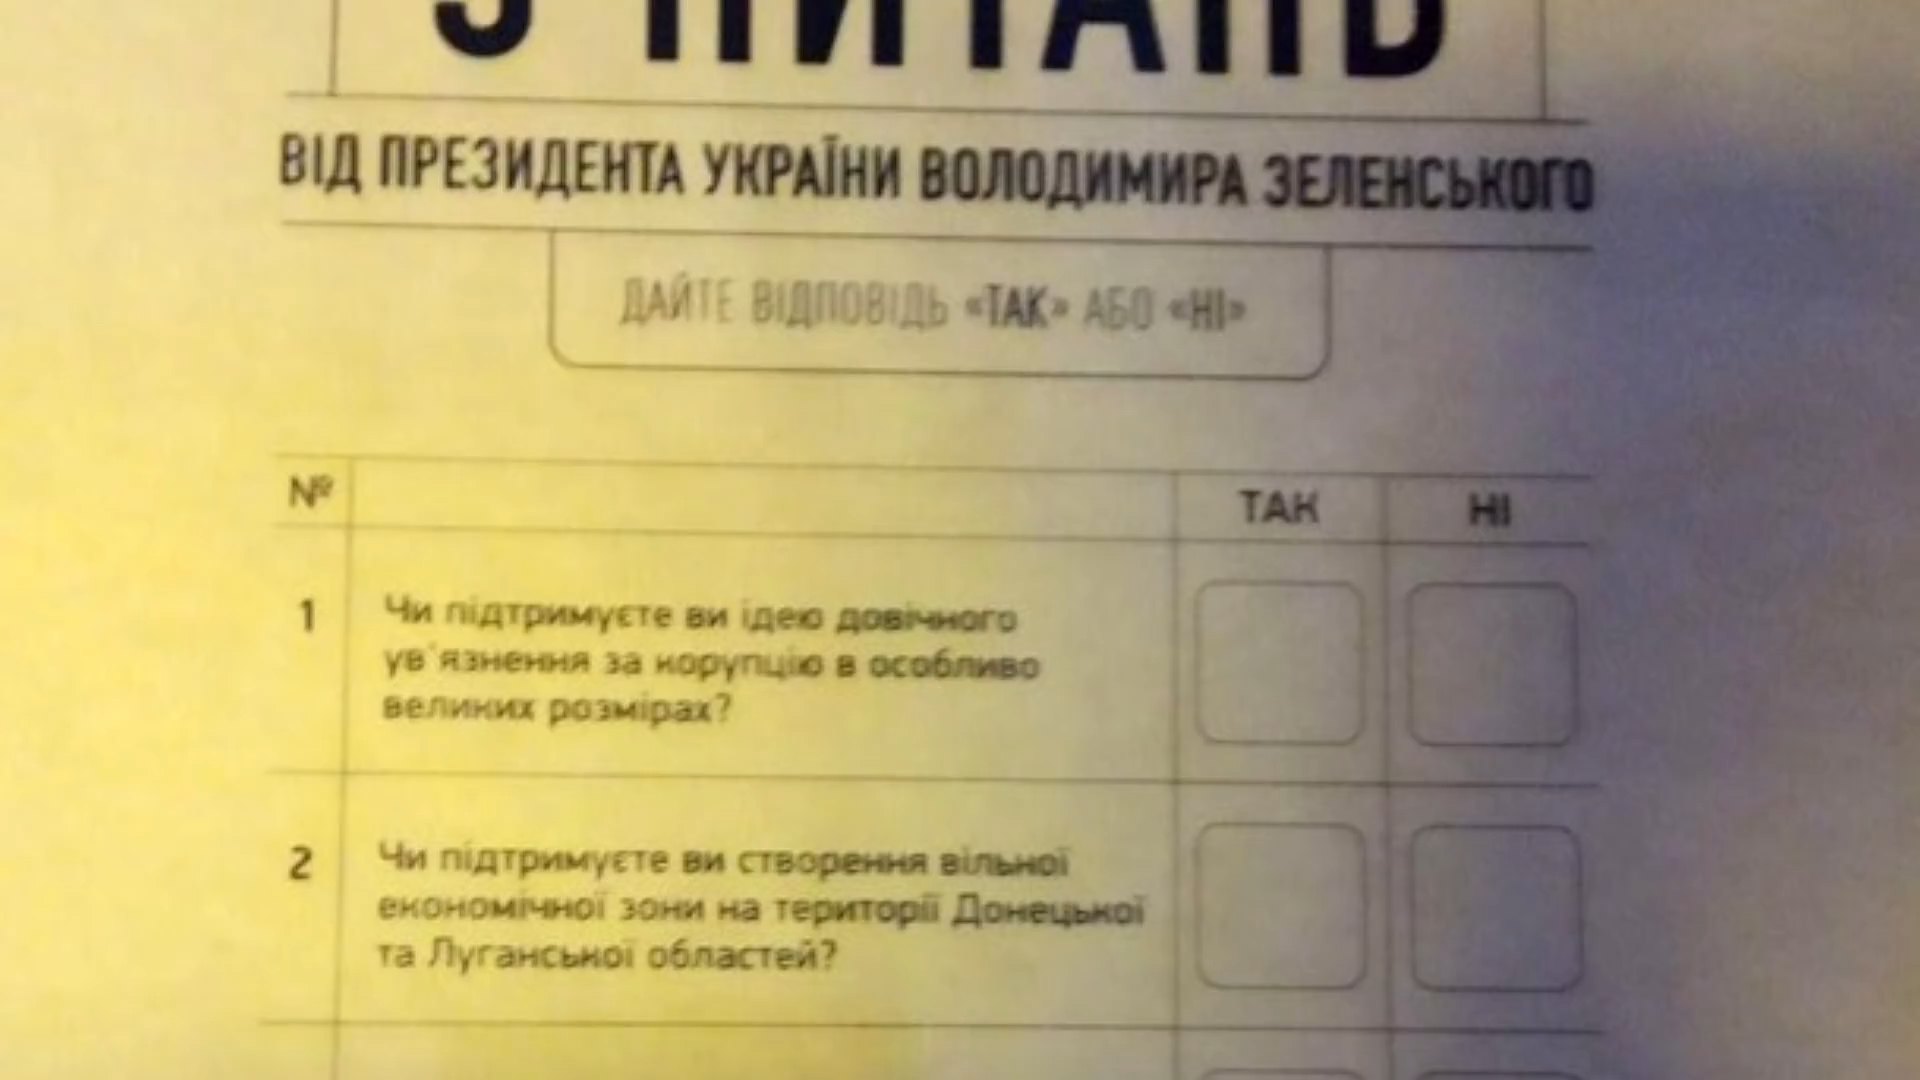 5 ПИТАНЬ
ВІД ПРЕЗИДЕНТА УКРАЇНИ ВОЛОДИМИРА ЗЕЛЕНСЬКОГО
ДАЙТЕ ВІДПОВІДЬ «ТАК» АБО «НІ»
№ ТАК НІ
1 Чи підтримуєте ви ідею довічного
ув'язнення за корупцію в особливо
великих розмірах?
2 Чи підтримуєте ви створення вільної
економічної зони на території Донецької
та Луганської областей?